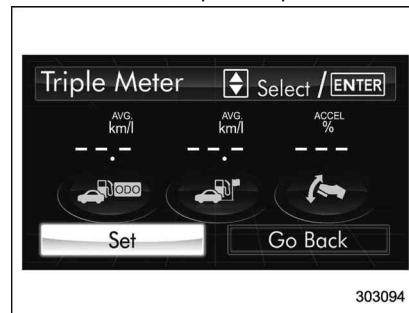 Triple Meter Select / ENTER
AVG. AVG. ACCEL
km/l km/l %
---.- ---.- ---
ODO
Set Go Back
303094